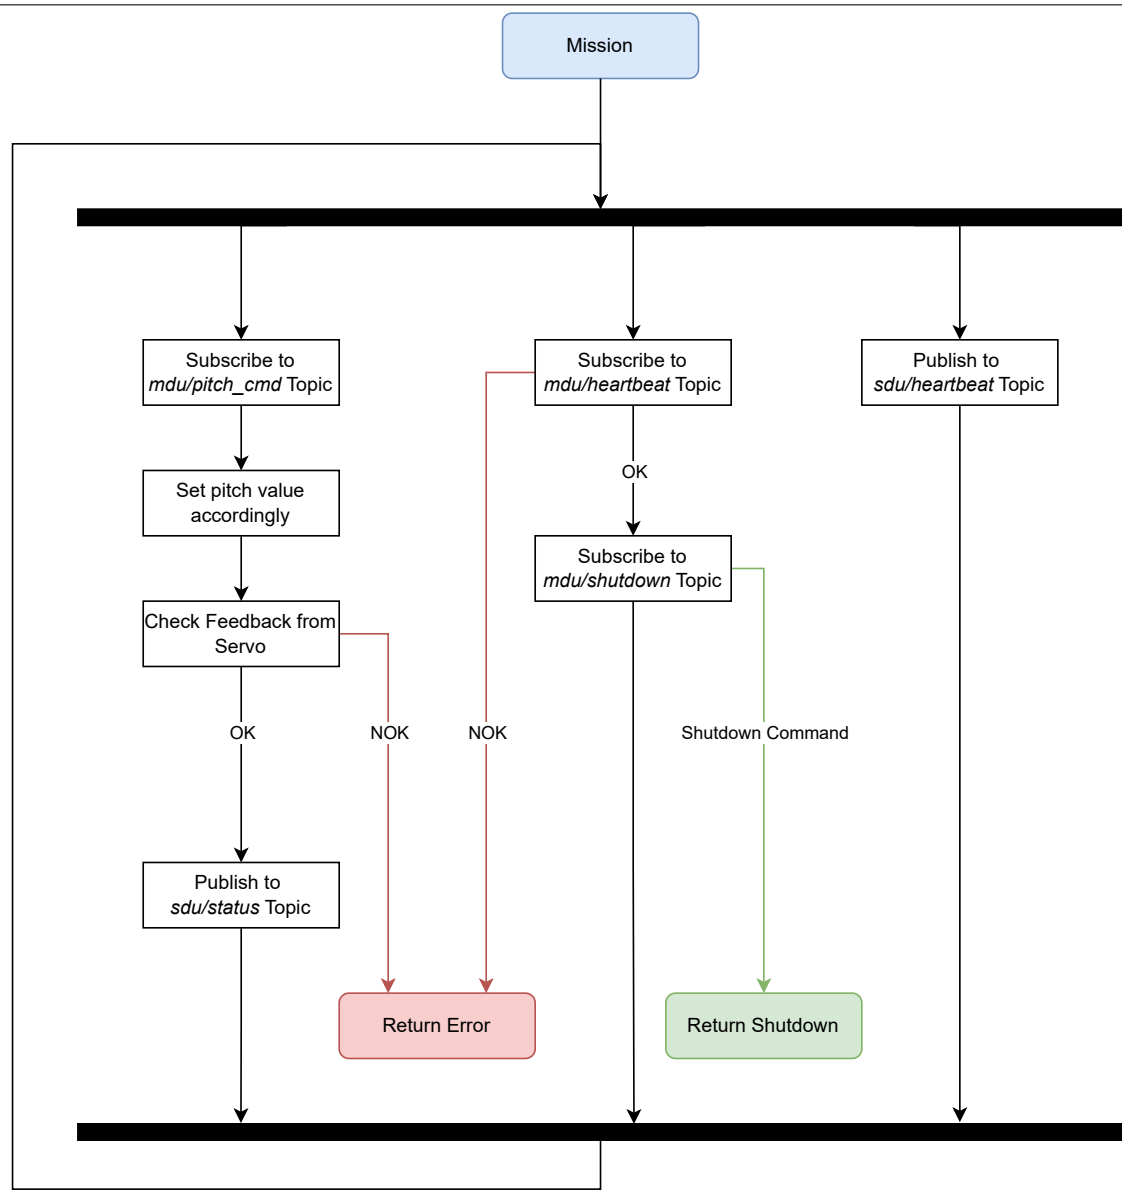 Mission
Subscribe to
mdu/pitch_cmd Topic
Subscribe to
mdu/heartbeat Topic
Publish to
sdu/heartbeat Topic
OK
Set pitch value
accordingly
Subscribe to
mdu/shutdown Topic
Check Feedback from
Servo
OK
NOK
NOK
Shutdown Command
Publish to
sdu/status Topic
Return Error
Return Shutdown